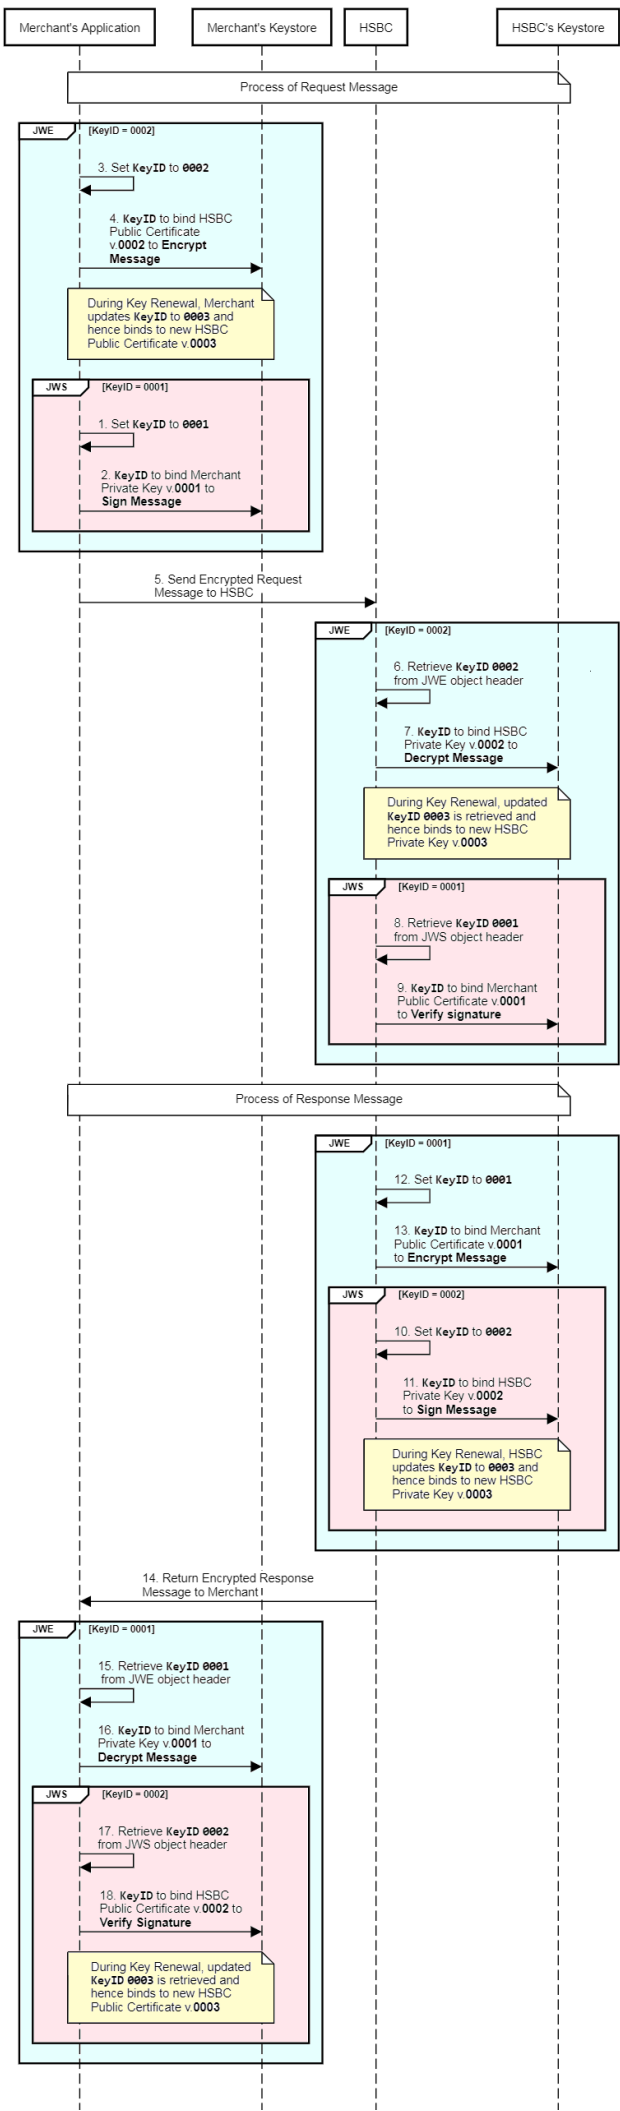 Merchant's Application
Merchant's Keystore
HSBC
HSBC's Keystore
Process of Request Message
JWE
[KeyID = 0002]
3. Set KeyID to 0002
4. KeyID to bind HSBC
Public Certificate
v.0002 to Encrypt
Message
During Key Renewal, Merchant
updates KeyID to 0003 and
hence binds to new HSBC
Public Certificate v.0003
JWS
[KeyID = 0001]
1. Set KeyID to 0001
2. KeyID to bind Merchant
Private Key v.0001 to
Sign Message
5. Send Encrypted Request
Message to HSBC
JWE
[KeyID = 0002]
6. Retrieve KeyID 0002
from JWE object header
7. KeyID to bind HSBC
Private Key v.0002 to
Decrypt Message
During Key Renewal, updated
KeyID 0003 is retrieved and
hence binds to new HSBC
Private Key v.0003
JWS
[KeyID = 0001]
8. Retrieve KeyID 0001
from JWS object header
9. KeyID to bind Merchant
Public Certificate v.0001
to Verify signature
Process of Response Message
JWE
[KeyID = 0001]
12. Set KeyID to 0001
13. KeyID to bind Merchant
Public Certificate v.0001
to Encrypt Message
JWS
[KeyID = 0002]
10. Set KeyID to 0002
11. KeyID to bind HSBC
Private Key v.0002
to Sign Message
During Key Renewal, HSBC
updates KeyID to 0003 and
hence binds to new HSBC
Private Key v.0003
14. Return Encrypted Response
Message to Merchant
JWE
[KeyID = 0001]
15. Retrieve KeyID 0001
from JWE object header
16. KeyID to bind Merchant
Private Key v.0001 to
Decrypt Message
JWS
[KeyID = 0002]
17. Retrieve KeyID 0002
from JWS object header
18. KeyID to bind HSBC
Public Certificate v.0002 to
Verify Signature
During Key Renewal, updated
KeyID 0003 is retrieved and
hence binds to new HSBC
Public Certificate v.0003